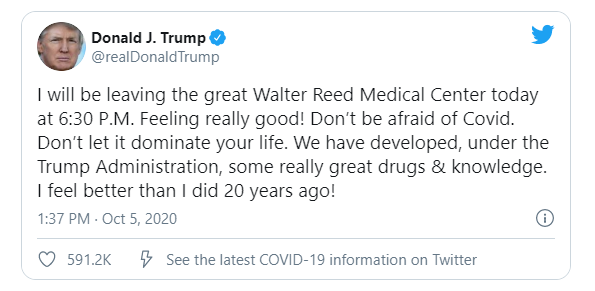 Donald J. Trump
@realDonaldTrump
I will be leaving the great Walter Reed Medical Center today
at 6:30 P.M. Feeling really good! Don’t be afraid of Covid.
Don’t let it dominate your life. We have developed, under the
Trump Administration, some really great drugs & knowledge.
I feel better than I did 20 years ago!
1:37 PM · Oct 5, 2020
591.2K See the latest COVID-19 information on Twitter